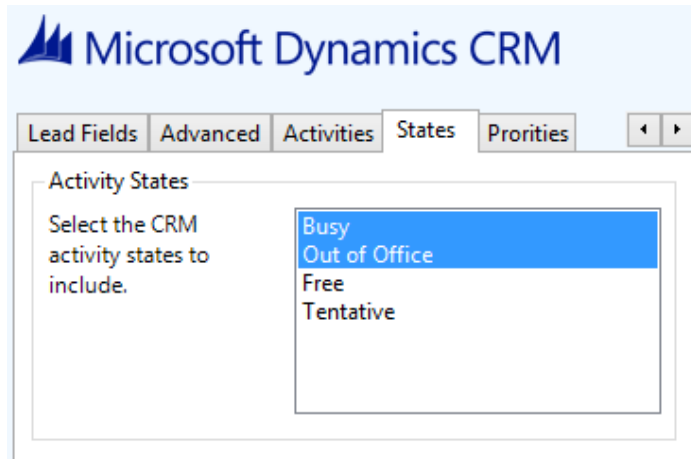 Microsoft Dynamics CRM
Lead Fields Advanced Activities States Prorities
Activity States
Select the CRM
activity states to
include.
Busy
Out of Office
Free
Tentative